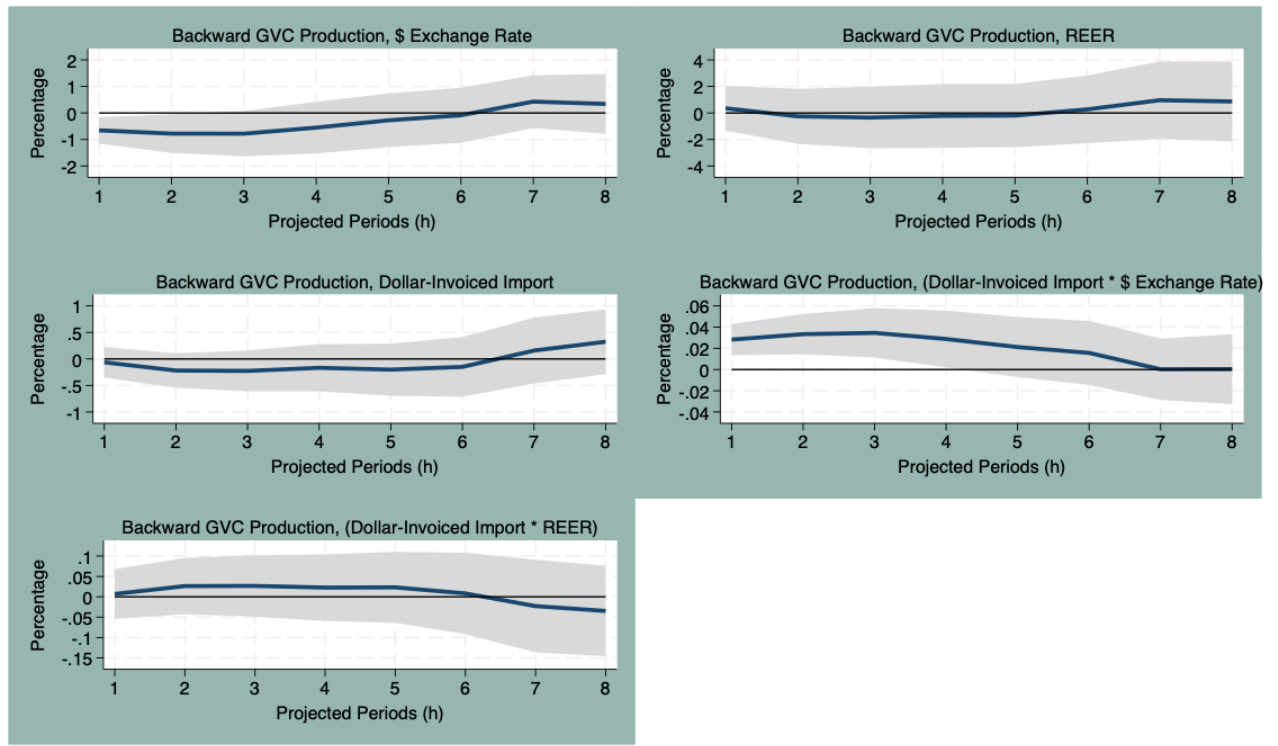 Backward GVC Production, $ Exchange Rate
Percentage
2
1
0
-1
-2
1 2 3 4 5 6 7 8
Projected Periods (h)
Backward GVC Production, REER
Percentage
4
2
0
-2
-4
1 2 3 4 5 6 7 8
Projected Periods (h)
Backward GVC Production, Dollar-Invoiced Import
Percentage
1
.5
0
-.5
-1
1 2 3 4 5 6 7 8
Projected Periods (h)
Backward GVC Production, (Dollar-Invoiced Import * $ Exchange Rate)
Percentage
.06
.04
.02
0
-.02
-.04
1 2 3 4 5 6 7 8
Projected Periods (h)
Backward GVC Production, (Dollar-Invoiced Import * REER)
Percentage
.1
.05
0
-.05
-.1
-.15
1 2 3 4 5 6 7 8
Projected Periods (h)